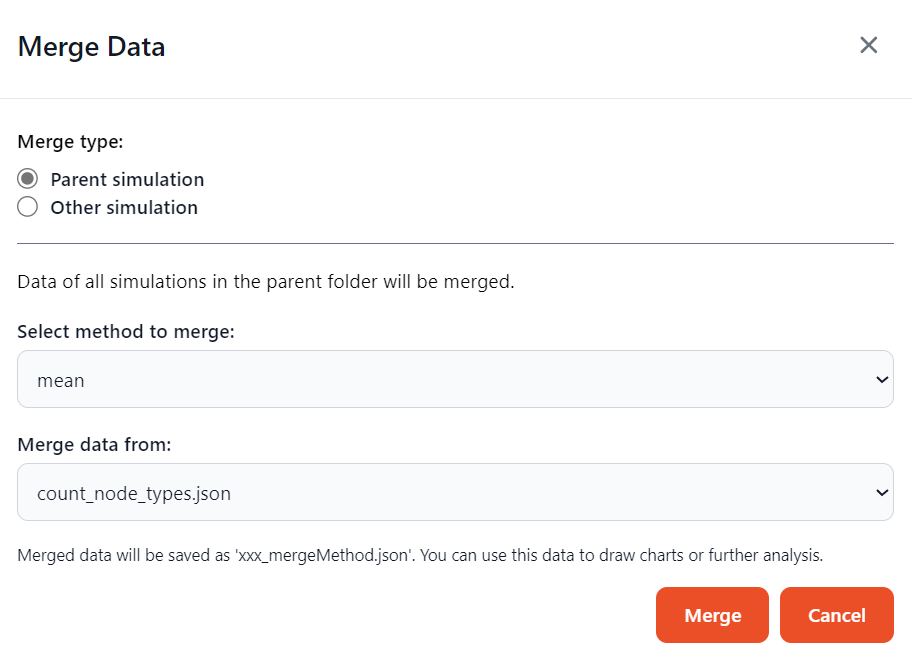 Merge Data
Merge type:
Parent simulation
Other simulation
Data of all simulations in the parent folder will be merged.
Select method to merge:
mean
Merge data from:
count_node_types.json
Merged data will be saved as 'xxx_mergeMethod.json'. You can use this data to draw charts or further analysis.
Merge Cancel